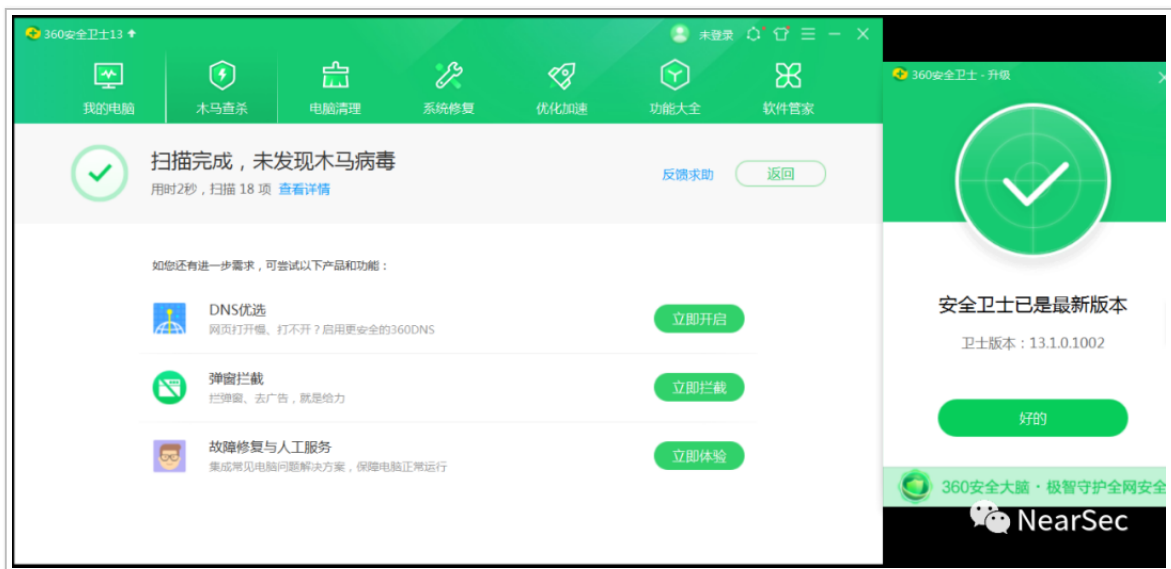 360安全卫士13
未登录
我的电脑
木马查杀
电脑清理
系统修复
优化加速
功能大全
软件管家
扫描完成，未发现木马病毒
用时2秒，扫描 18 项 查看详情
反馈求助
返回
如您还有进一步需求，可尝试以下产品和功能：
DNS优选
网页打开慢、打不开？启用更安全的360DNS
立即开启
弹窗拦截
拦弹窗、去广告，就是给力
立即拦截
故障修复与人工服务
集成常见电脑问题解决方案，保障电脑正常运行
立即体验
360安全卫士 - 升级
安全卫士已是最新版本
卫士版本：13.1.0.1002
好的
360安全大脑 · 极智守护全网安全
NearSec